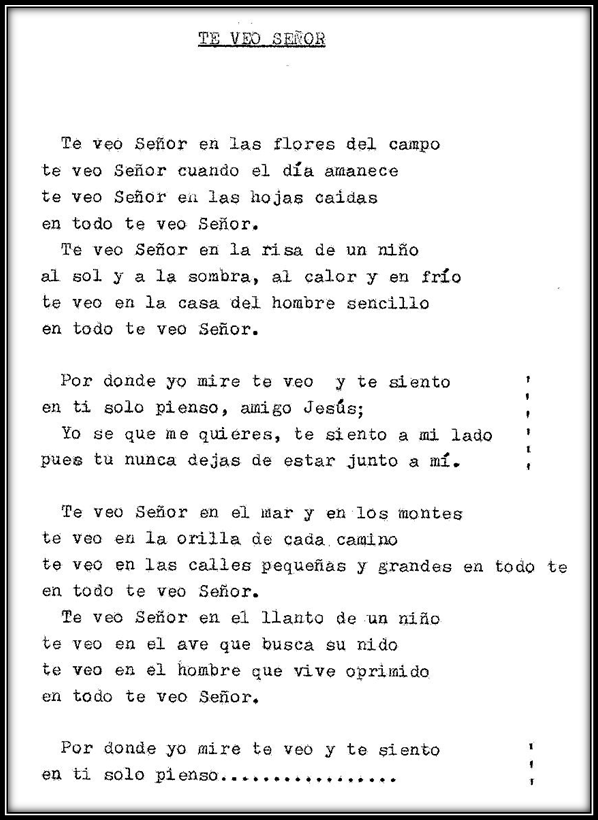 TE VEO SEÑOR
Te veo Señor en las flores del campo
te veo Señor cuando el día amanece
te veo Señor en las hojas caidas
en todo te veo Señor.
Te veo Señor en la risa de un niño
al sol y a la sombra, al calor y en frío
te veo en la casa del hombre sencillo
en todo te veo Señor.
Por donde yo mire te veo y te siento
en ti solo pienso, amigo Jesús;
Yo se que me quieres, te siento a mi lado
pues tu nunca dejas de estar junto a mí.
Te veo Señor en el mar y en los montes
te veo en la orilla de cada camino
te veo en las calles pequeñas y grandes en todo te
en todo te veo Señor.
Te veo Señor en el llanto de un niño
te veo en el ave que busca su nido
te veo en el hombre que vive oprimido
en todo te veo Señor.
Por donde yo mire te veo y te siento
en ti solo pienso.................